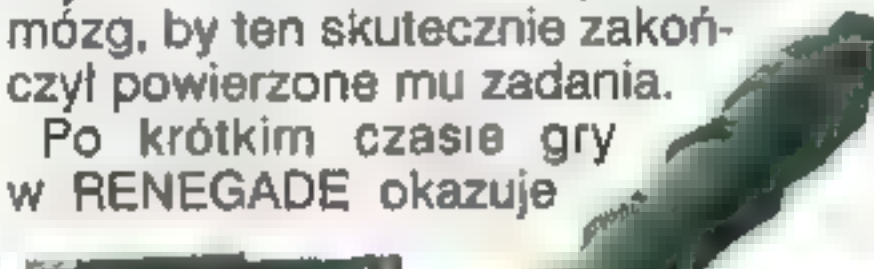 mózg, by ten skutecznie zakoń-
czył powierzone mu zadania.
Po krótkim czasie gry
w RENEGADE okazuje